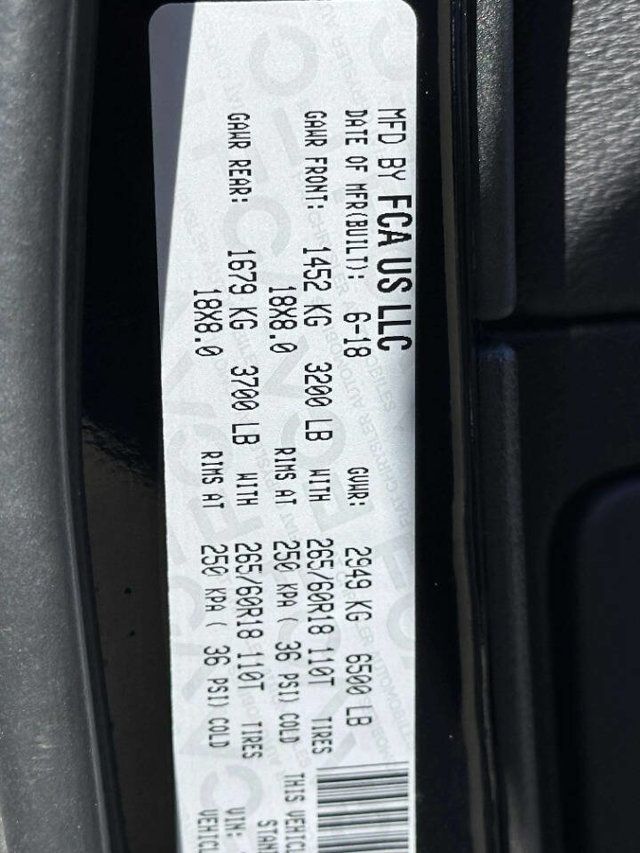 MFD BY FCA US LLC
DATE OF MFR(BUILT): 6-18 GVWR: 2949 KG 6500 LB
GAWR FRONT: 1452 KG 3200 LB WITH 265/60R18 110T TIRES
18X8.0 RIMS AT 250 KPA ( 36 PSI) COLD THIS VEHICL
STAN
GAWR REAR: 1679 KG 3700 LB WITH 265/60R18 110T TIRES
VIN:
18X8.0 RIMS AT 250 KPA ( 36 PSI) COLD VEHICL